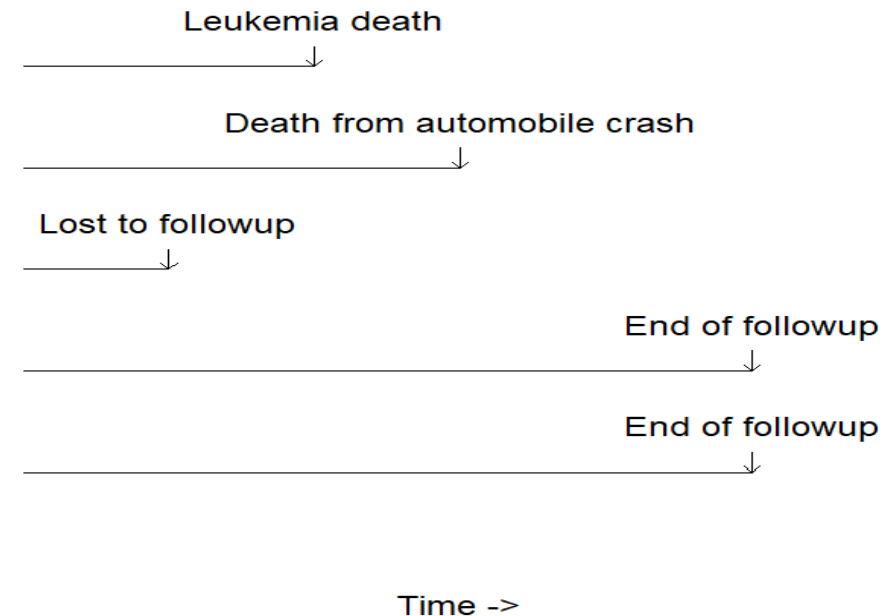 Leukemia death
Death from automobile crash
Lost to followup
End of followup
End of followup
Time ->